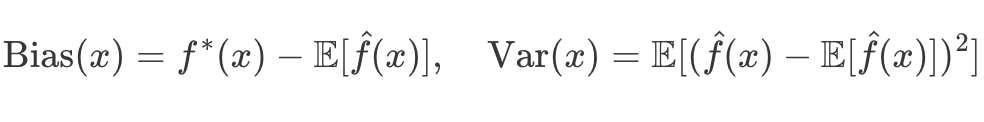 Bias(x) = f*(x) − 𝔼[f̂(x)],  Var(x) = 𝔼[(f̂(x) − 𝔼[f̂(x)])²]